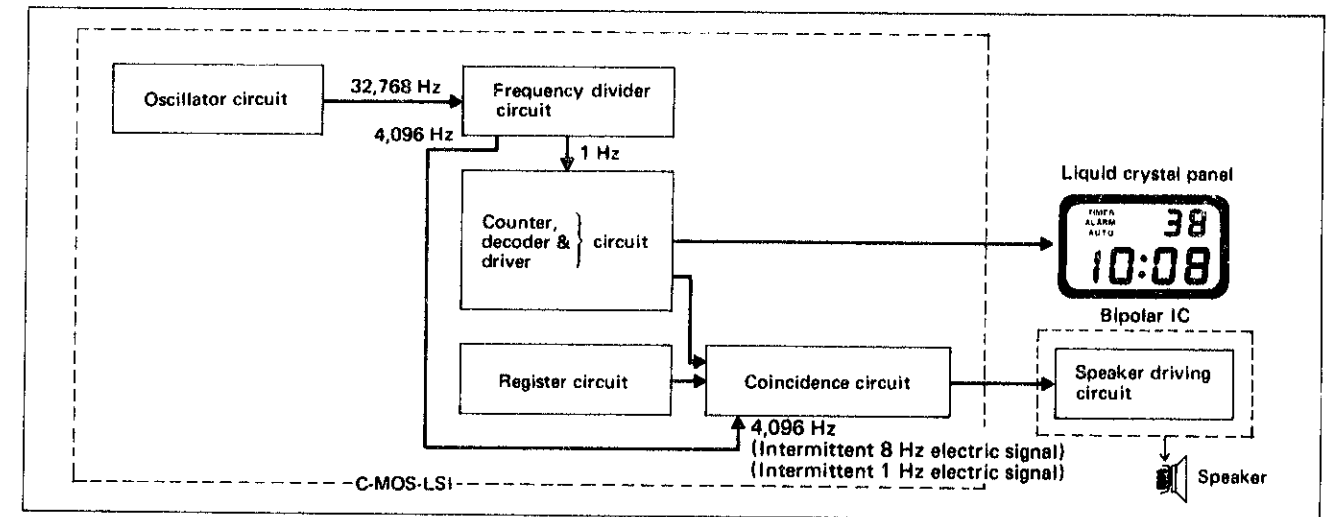 Oscillator circuit
32,768 Hz
Frequency divider
circuit
4,096 Hz
1 Hz
Counter,
decoder & circuit
driver
Liquid crystal panel
TIMER
ALARM
AUTO
38
10:08
Bipolar IC
Register circuit
Coincidence circuit
Speaker driving
circuit
4,096 Hz
(Intermittent 8 Hz electric signal)
(Intermittent 1 Hz electric signal)
C-MOS-LSI
Speaker